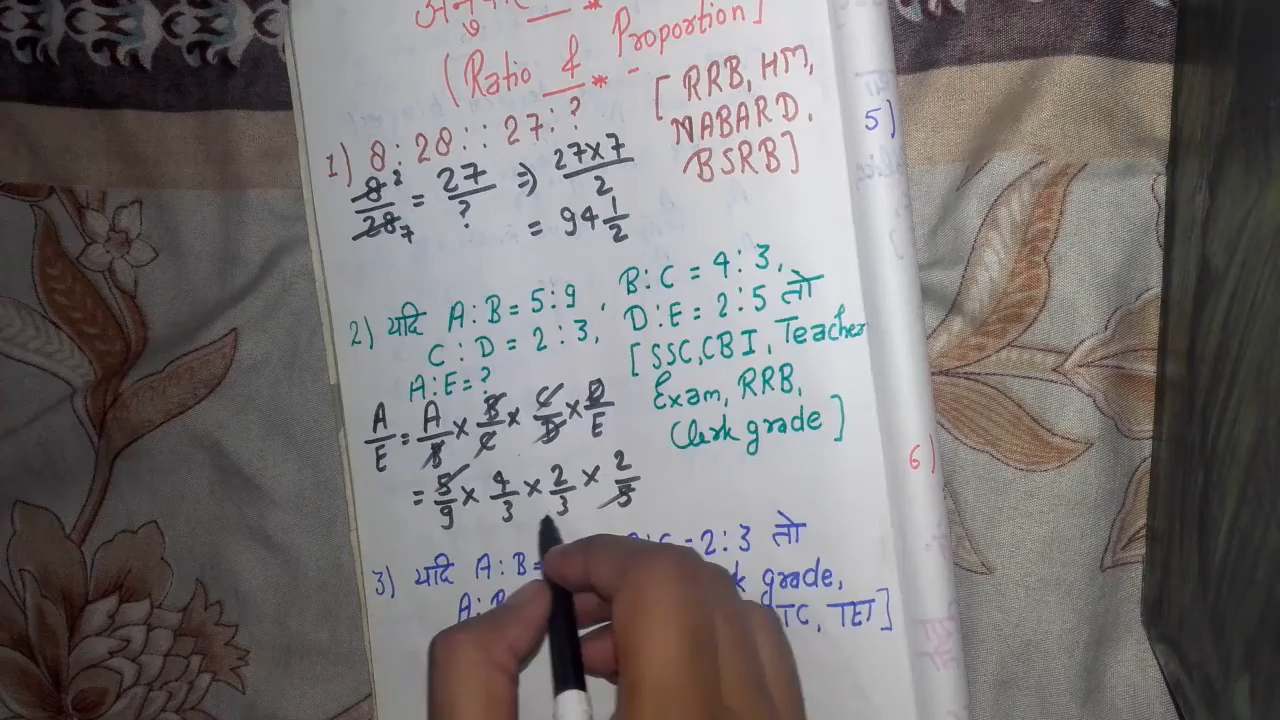 (Ratio & Proportion]
1) 8 : 28 : : 27 : ?
[RRB, HM,
NABARD.
BSRB]
8 2 / 28 7 = 27/? ⇒ 27×7/2
= 94 1/2
2) यदि A:B = 5:9 , B:C = 4:3,
C:D = 2:3, D:E = 2:5 तो
A:E = ?
[SSC, CBI, Teacher
Exam, RRB,
Clerk grade]
A/E = A/B × B/C × C/D × D/E
= 5/9 × 4/3 × 2/3 × 2/5
3) यदि A:B = = 2:3 तो
grade,
TC, TET]
5)
6)